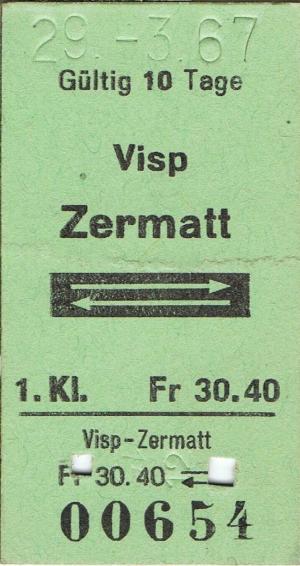 29.-3.67
Gültig 10 Tage
Visp
Zermatt
1. Kl. Fr 30.40
Visp-Zermatt
Fr 30.40
00654